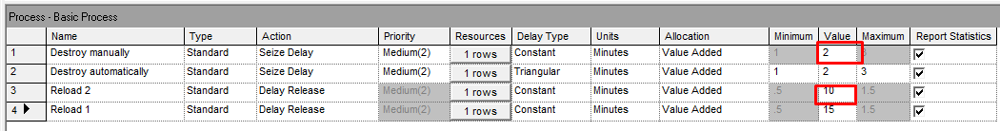 Process - Basic Process
Name Type Action Priority Resources Delay Type Units Allocation Minimum Value Maximum Report Statistics
1 Destroy manually Standard Seize Delay Medium(2) 1 rows Constant Minutes Value Added 1 2
2 Destroy automatically Standard Seize Delay Medium(2) 1 rows Triangular Minutes Value Added 1 2 3
3 Reload 2 Standard Delay Release Medium(2) 1 rows Constant Minutes Value Added .5 10 1.5
4 Reload 1 Standard Delay Release Medium(2) 1 rows Constant Minutes Value Added .5 15 1.5